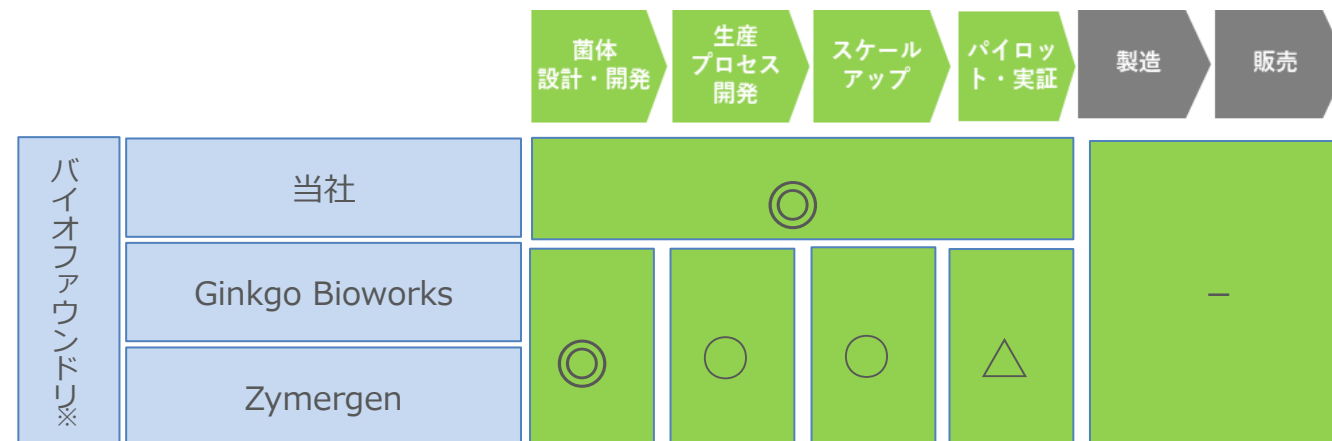 菌体
設計・開発
生産
プロセス
開発
スケール
アップ
パイロッ
ト・実証
製造
販売
バイオファウンドリ※
当社
◎
Ginkgo Bioworks
Zymergen
◎
○
○
△
−